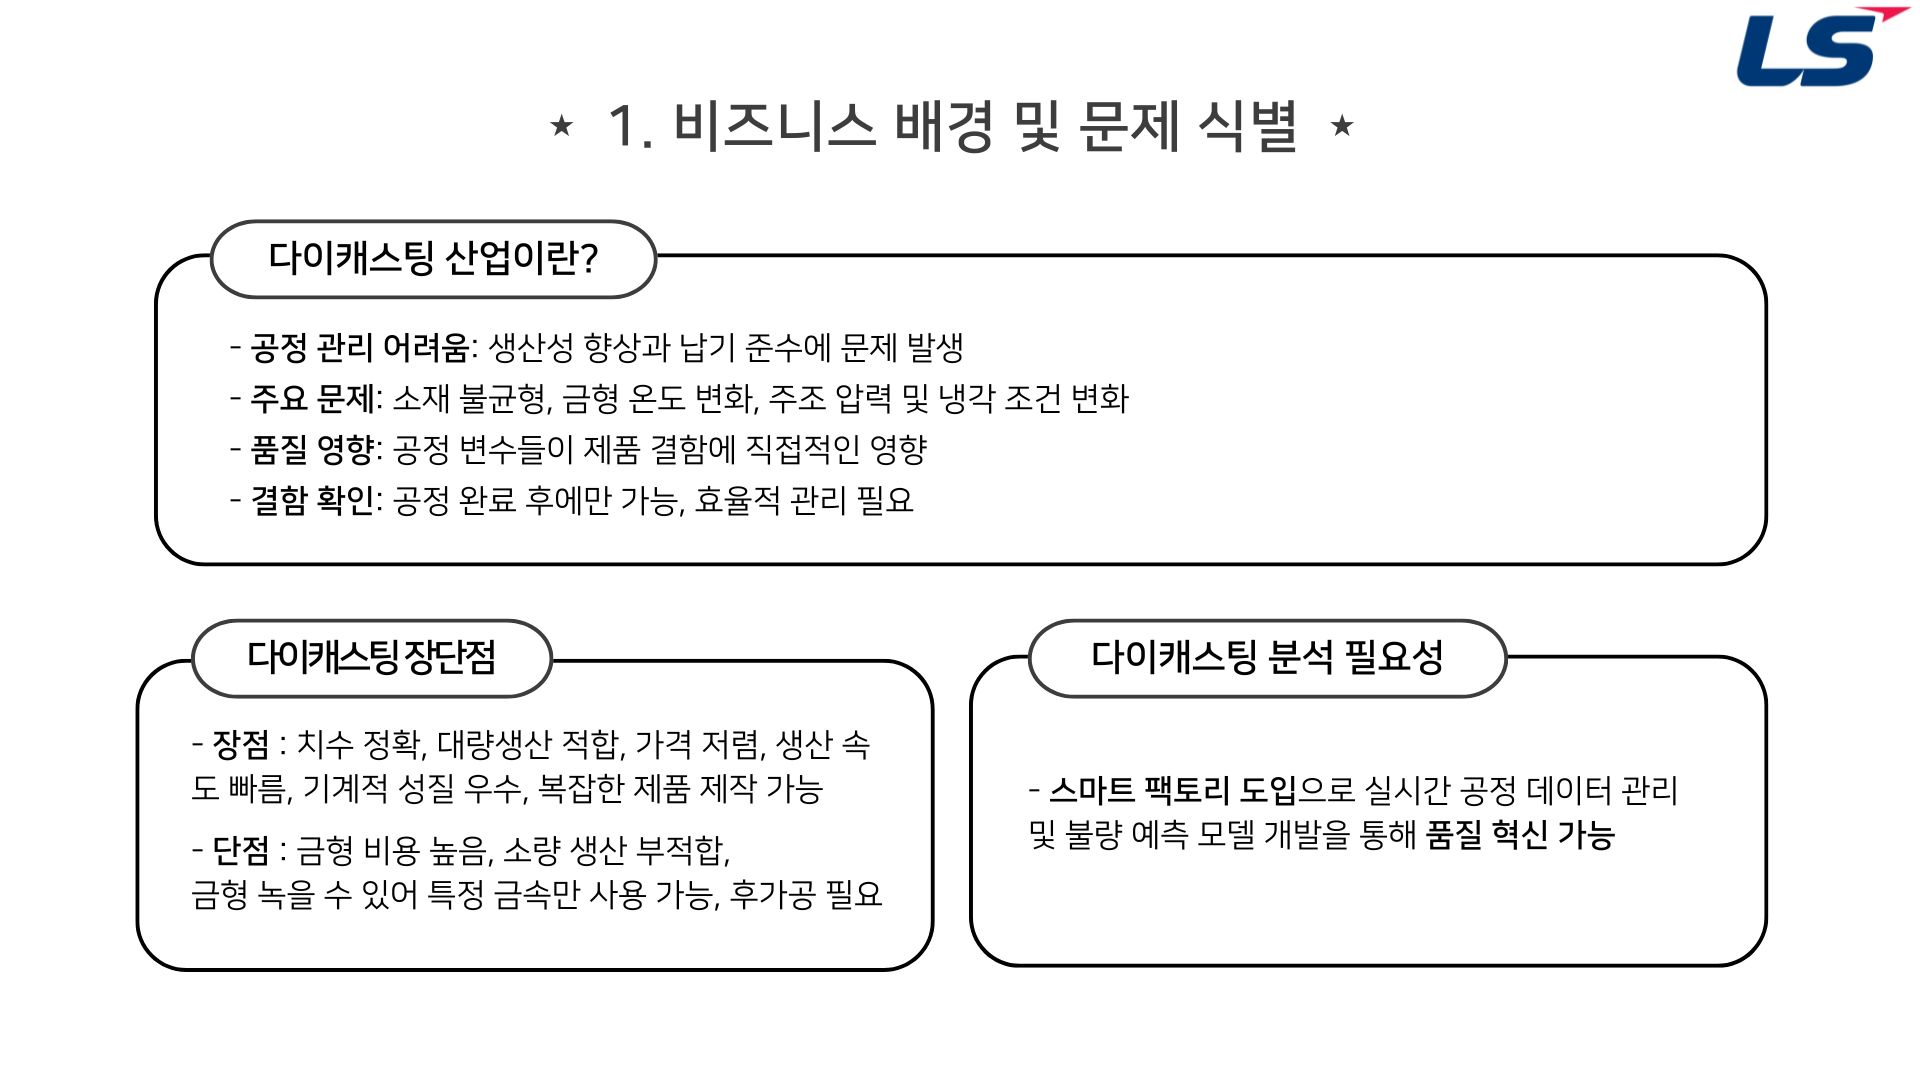 LS
★ 1. 비즈니스 배경 및 문제 식별 ★
다이캐스팅 산업이란?
- 공정 관리 어려움: 생산성 향상과 납기 준수에 문제 발생
- 주요 문제: 소재 불균형, 금형 온도 변화, 주조 압력 및 냉각 조건 변화
- 품질 영향: 공정 변수들이 제품 결함에 직접적인 영향
- 결함 확인: 공정 완료 후에만 가능, 효율적 관리 필요
다이캐스팅 장단점
- 장점 : 치수 정확, 대량생산 적합, 가격 저렴, 생산 속
도 빠름, 기계적 성질 우수, 복잡한 제품 제작 가능
- 단점 : 금형 비용 높음, 소량 생산 부적합,
금형 녹을 수 있어 특정 금속만 사용 가능, 후가공 필요
다이캐스팅 분석 필요성
- 스마트 팩토리 도입으로 실시간 공정 데이터 관리
및 불량 예측 모델 개발을 통해 품질 혁신 가능